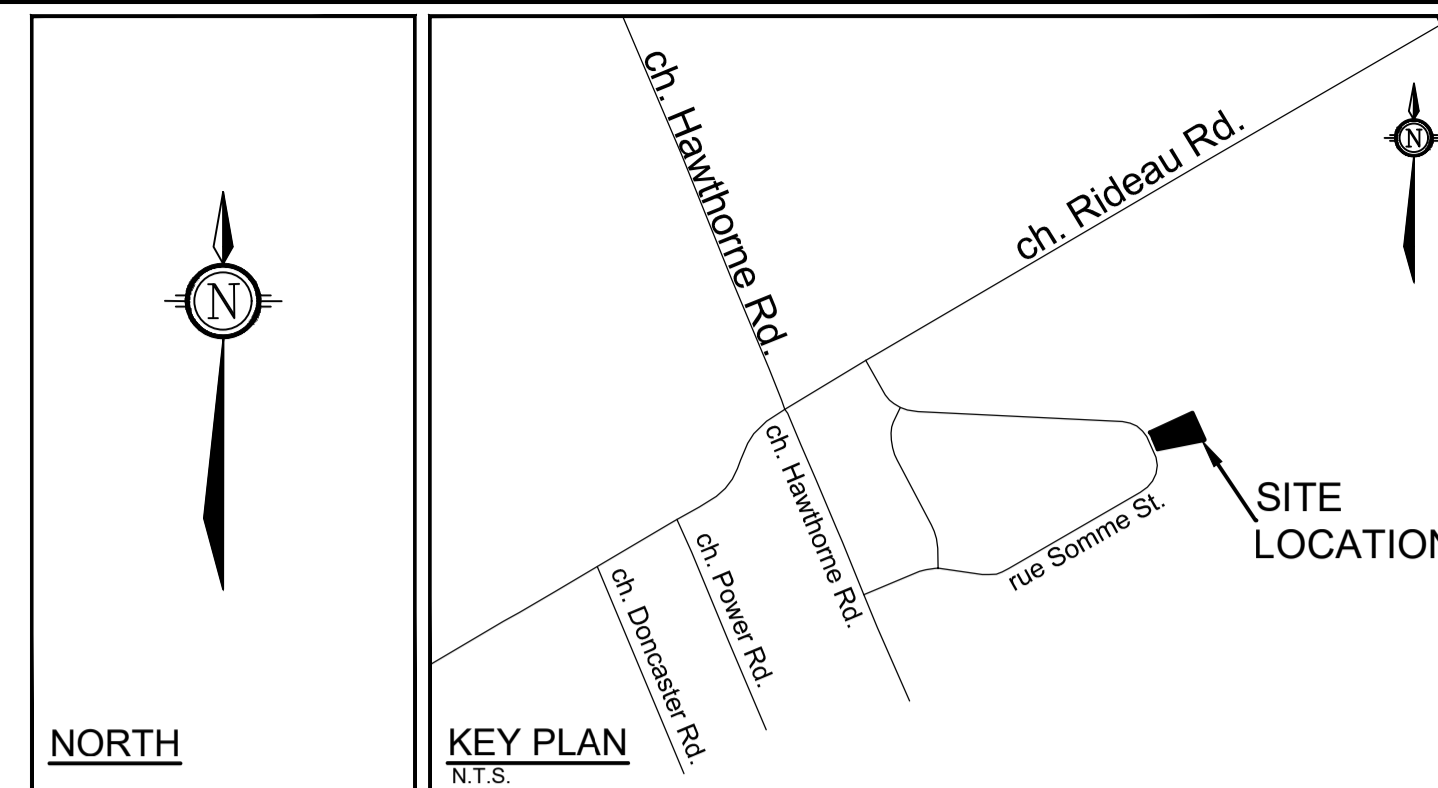 N
NORTH
ch. Hawthorne Rd.
ch. Rideau Rd.
N
ch. Hawthorne Rd.
rue Somme St.
SITE
LOCATION
ch. Power Rd.
ch. Doncaster Rd.
KEY PLAN
N.T.S.